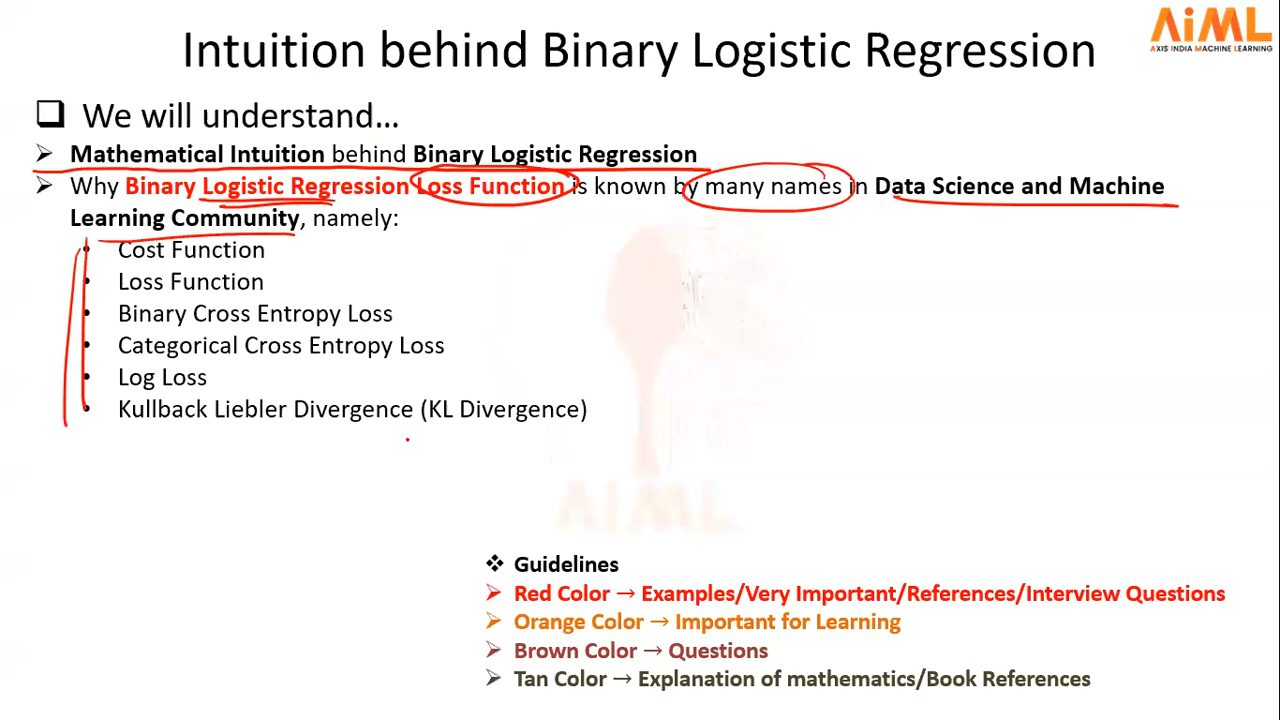 Intuition behind Binary Logistic Regression
AiML
AXIS INDIA MACHINE LEARNING
❑ We will understand…
➢ Mathematical Intuition behind Binary Logistic Regression
➢ Why Binary Logistic Regression Loss Function is known by many names in Data Science and Machine
Learning Community, namely:
• Cost Function
• Loss Function
• Binary Cross Entropy Loss
• Categorical Cross Entropy Loss
• Log Loss
• Kullback Liebler Divergence (KL Divergence)
AiML
❖ Guidelines
➢ Red Color → Examples/Very Important/References/Interview Questions
➢ Orange Color → Important for Learning
➢ Brown Color → Questions
➢ Tan Color → Explanation of mathematics/Book References